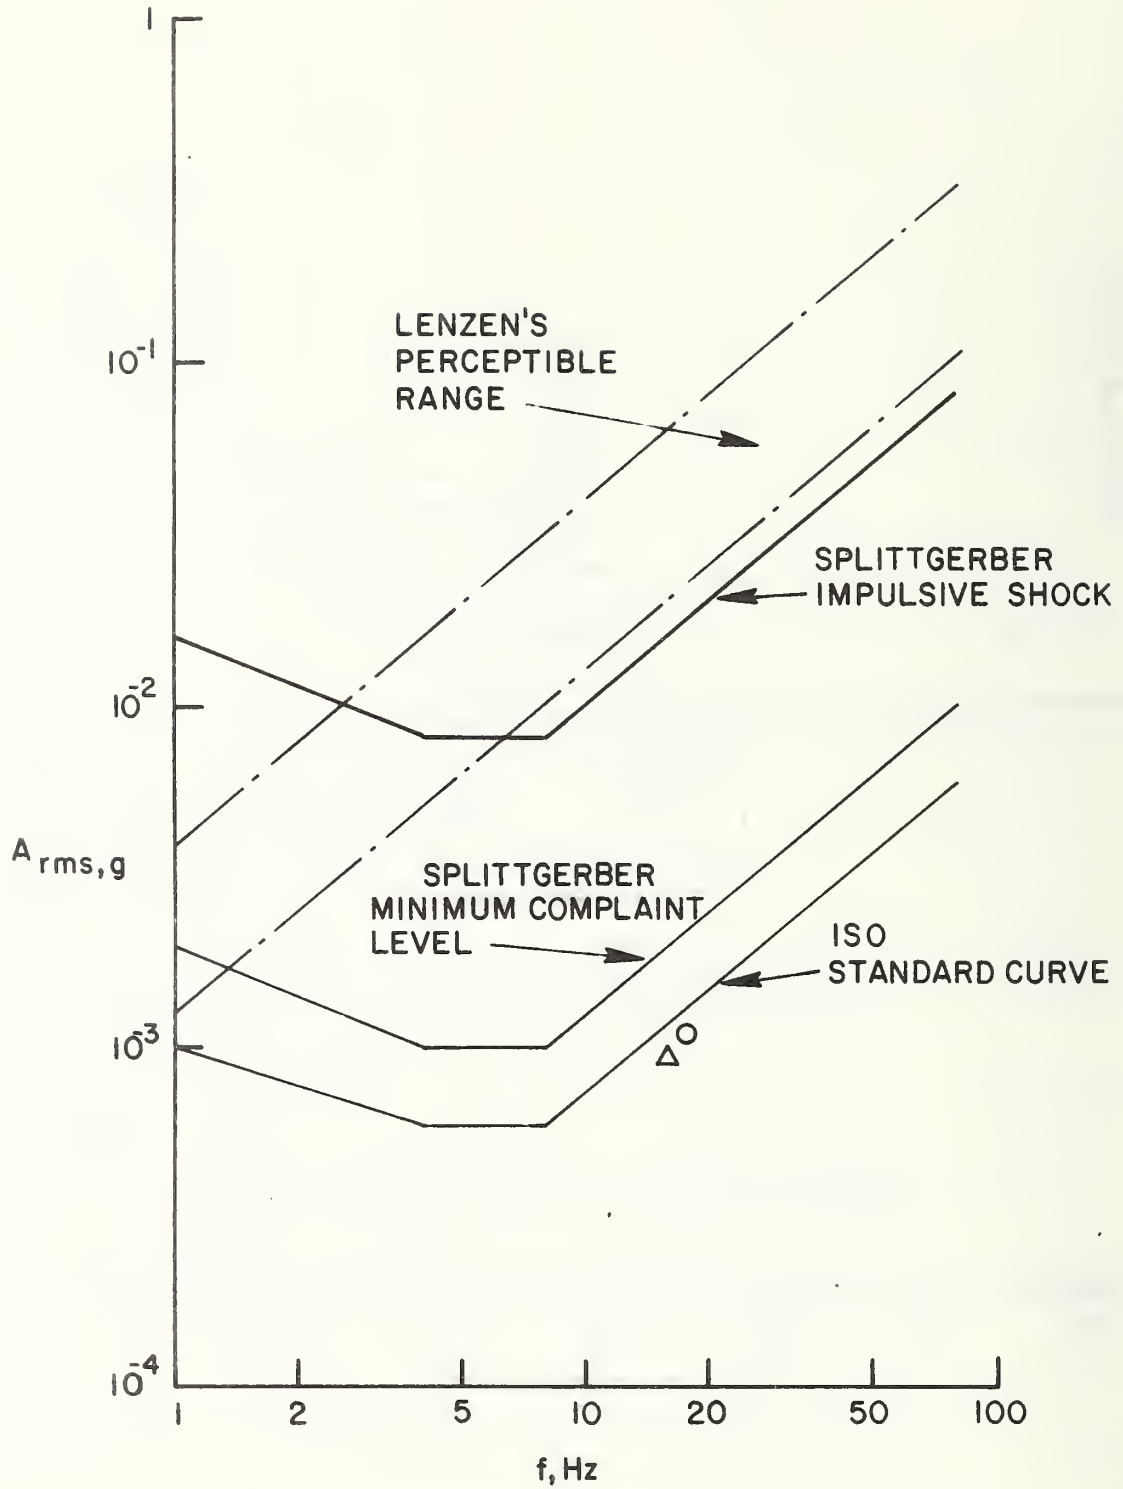 1
LENZEN'S
PERCEPTIBLE
RANGE
10-1
SPLITTGERBER
IMPULSIVE SHOCK
10-2
A rms,g
SPLITTGERBER
MINIMUM COMPLAINT
LEVEL
ISO
STANDARD CURVE
10-3
10-4
1 2 5 10 20 50 100
f, Hz